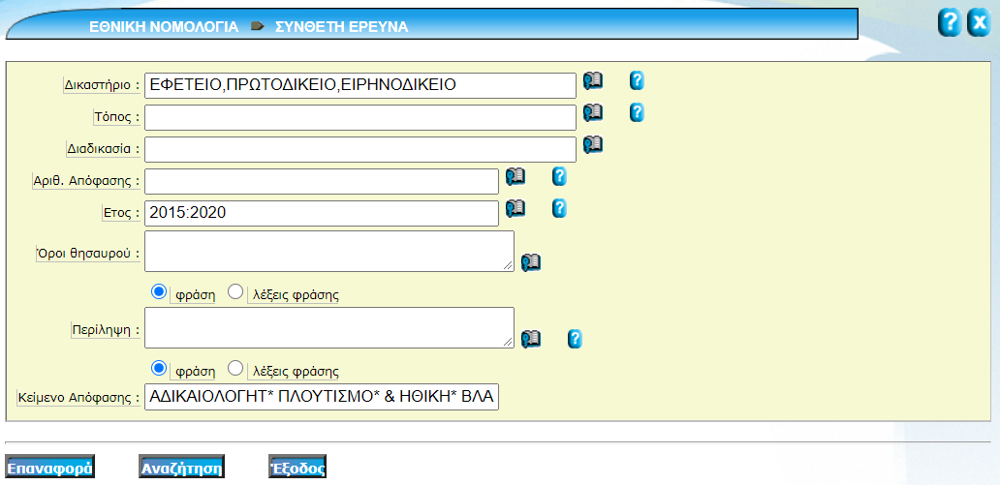 ΕΘΝΙΚΗ ΝΟΜΟΛΟΓΙΑ ΣΥΝΘΕΤΗ ΕΡΕΥΝΑ ? x
Δικαστήριο : ΕΦΕΤΕΙΟ,ΠΡΩΤΟΔΙΚΕΙΟ,ΕΙΡΗΝΟΔΙΚΕΙΟ ?
Τόπος : ?
Διαδικασία :
Αριθ. Απόφασης : ?
Ετος : 2015:2020 ?
Όροι θησαυρού :
φράση λέξεις φράσης
Περίληψη : ?
φράση λέξεις φράσης
Κείμενο Απόφασης : ΑΔΙΚΑΙΟΛΟΓΗΤ* ΠΛΟΥΤΙΣΜΟ* & ΗΘΙΚΗ* ΒΛΑ
Επαναφορά Αναζήτηση Έξοδος